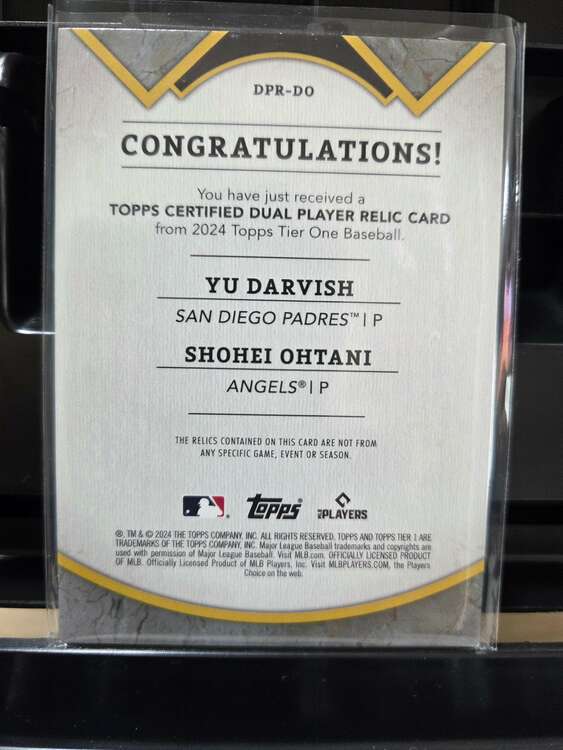 DPR-DO
CONGRATULATIONS!
You have just received a
TOPPS CERTIFIED DUAL PLAYER RELIC CARD
from 2024 Topps Tier One Baseball.
YU DARVISH
SAN DIEGO PADRES™ | P
SHOHEI OHTANI
ANGELS® | P
THE RELICS CONTAINED ON THIS CARD ARE NOT FROM
ANY SPECIFIC GAME, EVENT OR SEASON.
topps
PLAYERS
®, TM & © 2024 THE TOPPS COMPANY, INC. ALL RIGHTS RESERVED. TOPPS AND TOPPS TIER 1 ARE
TRADEMARKS OF THE TOPPS COMPANY, INC. Major League Baseball trademarks and copyrights are
used with permission of Major League Baseball. Visit MLB.com. OFFICIALLY LICENSED PRODUCT
OF MLB. Officially Licensed Product of MLB Players, Inc. Visit MLBPLAYERS.COM, the Players
Choice on the web.